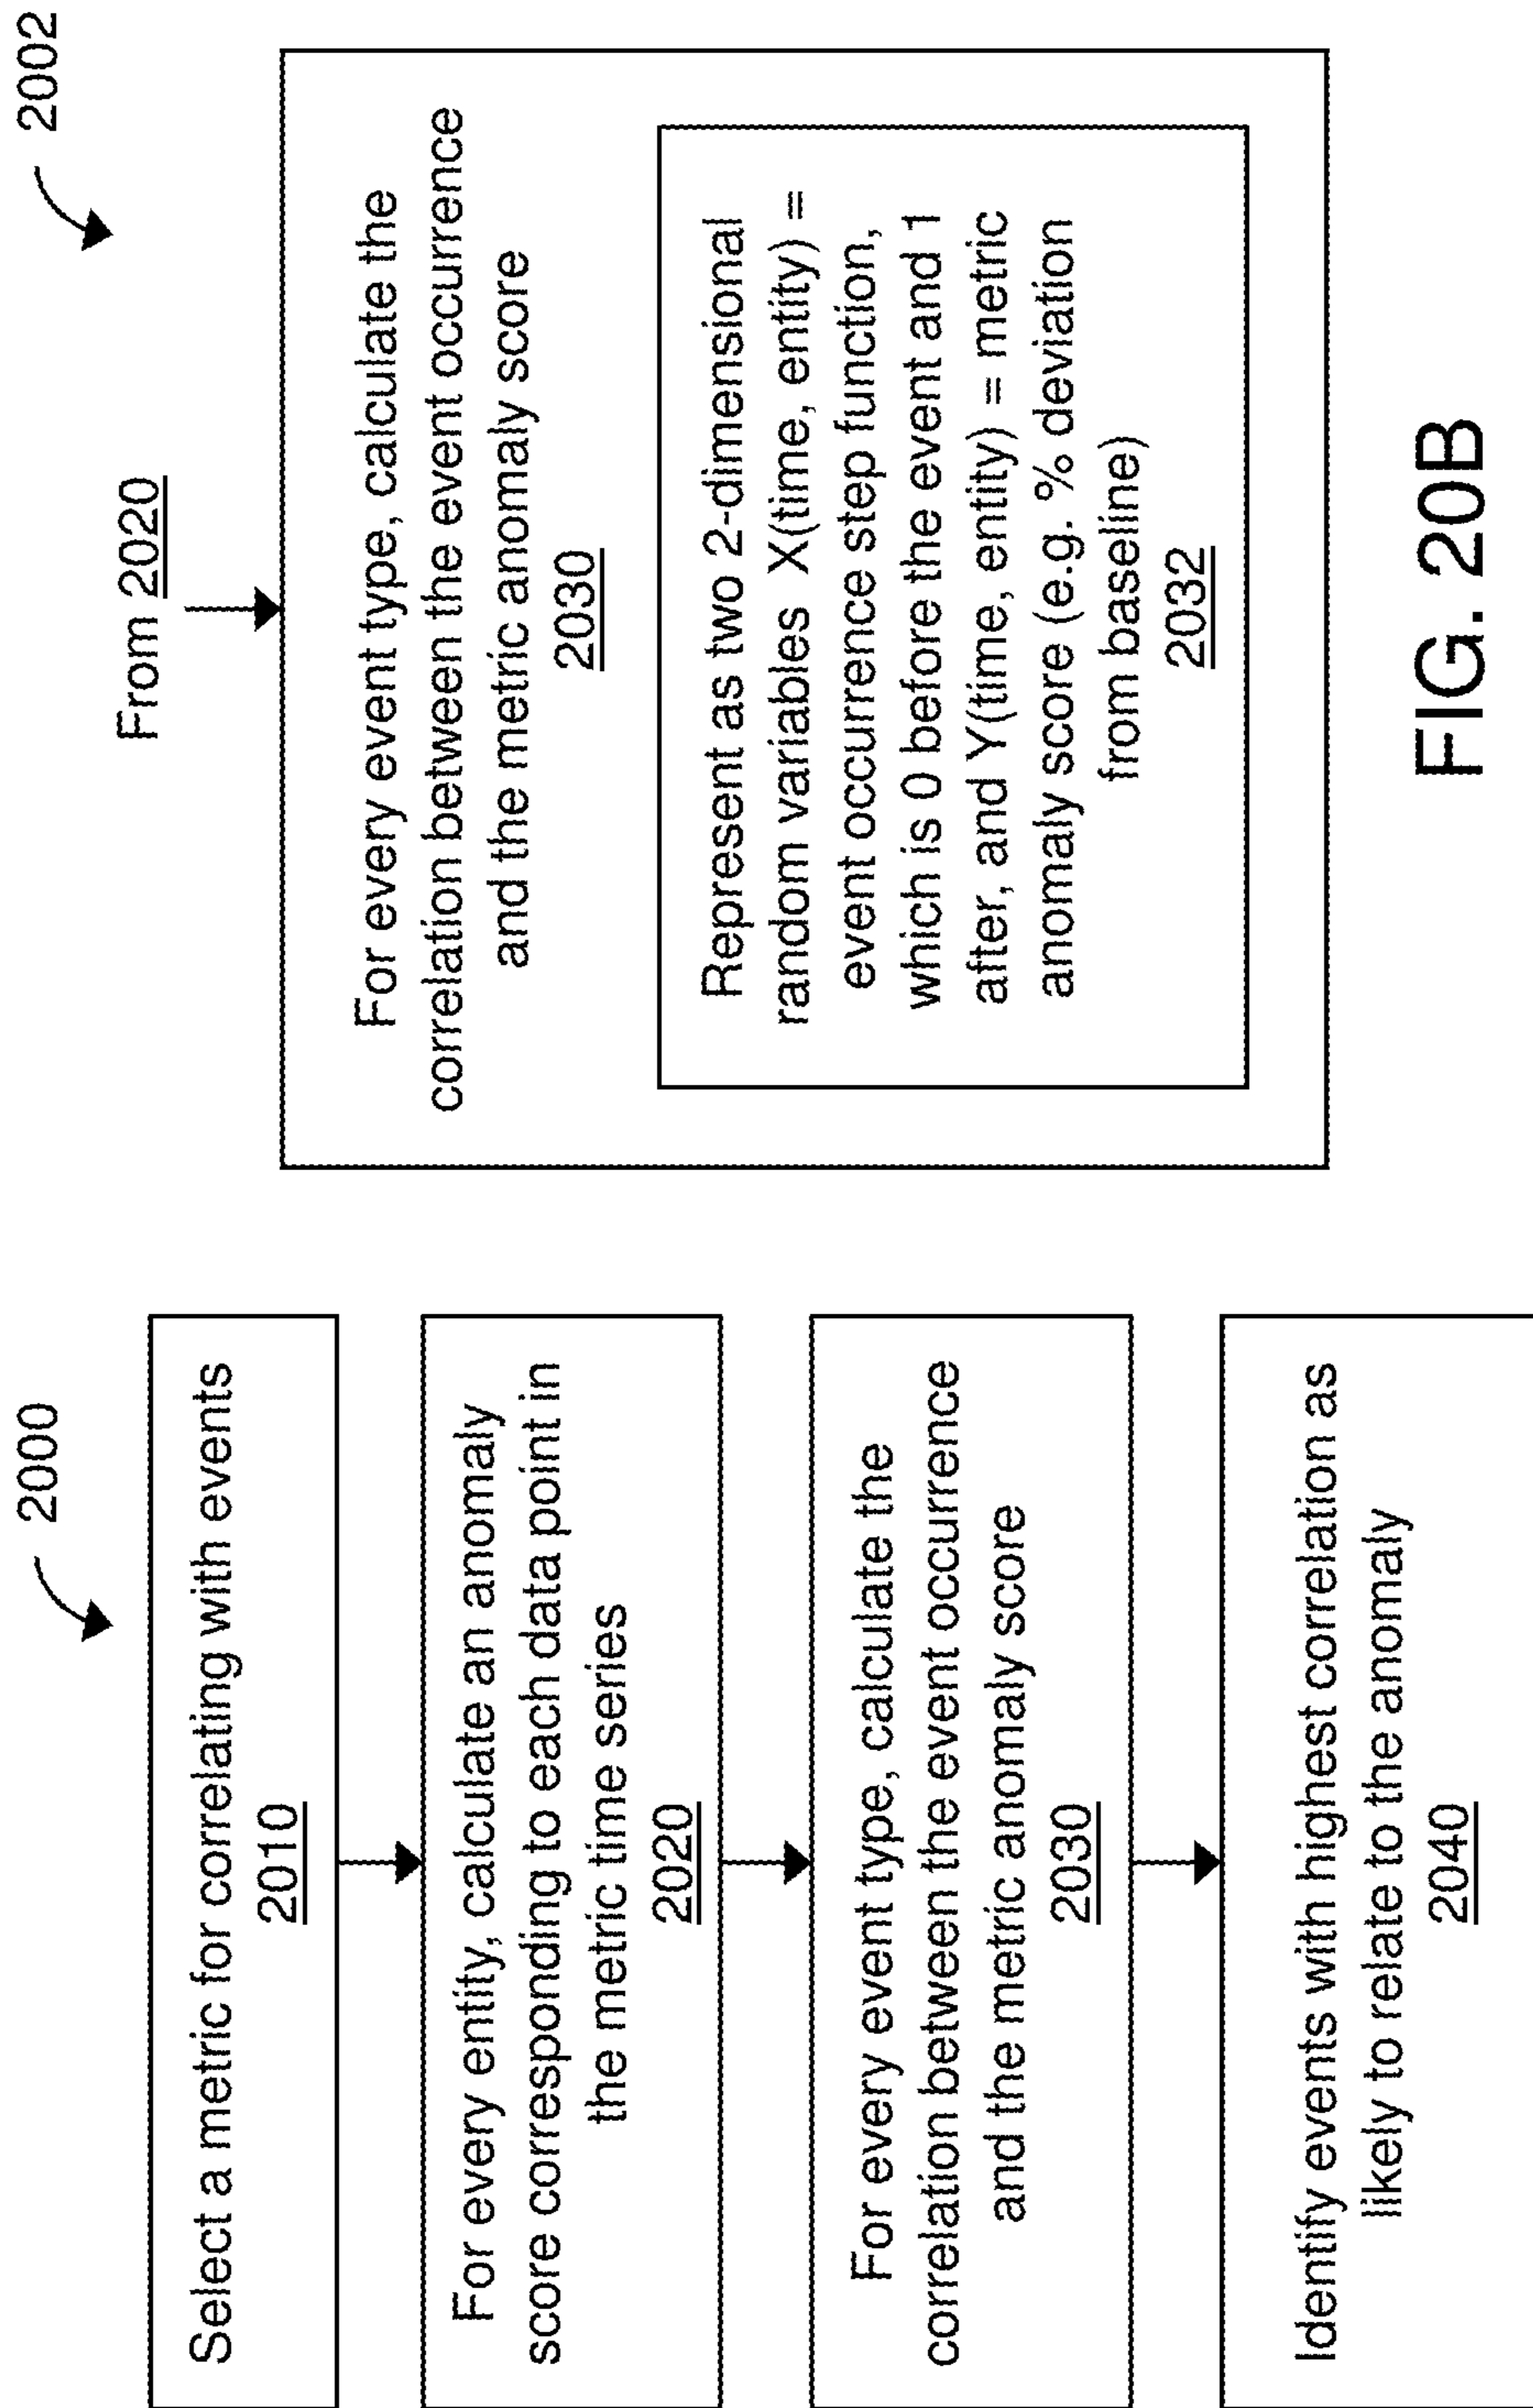 2000
Select a metric for correlating with events
2010
For every entity, calculate an anomaly
score corresponding to each data point in
the metric time series
2020
For every event type, calculate the
correlation between the event occurrence
and the metric anomaly score
2030
Identify events with highest correlation as
likely to relate to the anomaly
2040
2002
From 2020
For every event type, calculate the
correlation between the event occurrence
and the metric anomaly score
2030
Represent as two 2-dimensional
random variables X(time, entity) =
event occurrence step function,
which is 0 before the event and 1
after, and Y(time, entity) = metric
anomaly score (e.g. % deviation
from baseline)
2032
FIG. 20B